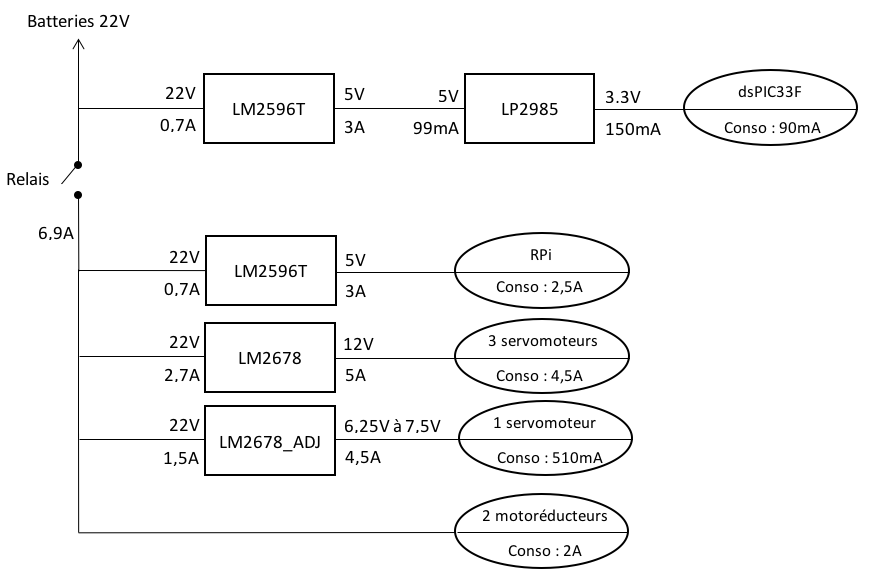 Batteries 22V
22V
0,7A
LM2596T
5V
3A
5V
99mA
LP2985
3.3V
150mA
dsPIC33F
Conso : 90mA
Relais
6,9A
22V
0,7A
LM2596T
5V
3A
RPi
Conso : 2,5A
22V
2,7A
LM2678
12V
5A
3 servomoteurs
Conso : 4,5A
22V
1,5A
LM2678_ADJ
6,25V à 7,5V
4,5A
1 servomoteur
Conso : 510mA
2 motoréducteurs
Conso : 2A